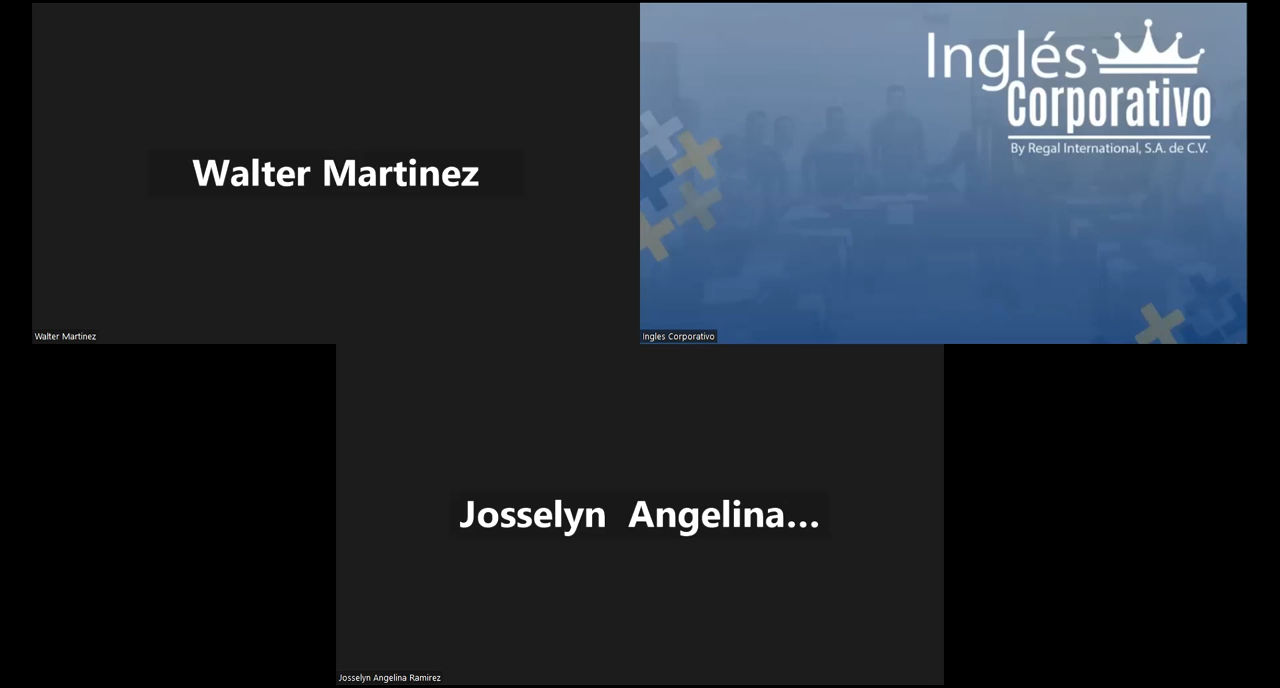 Walter Martinez
Walter Martinez
Inglés
Corporativo
By Regal International, S.A. de C.V.
Ingles Corporativo
Josselyn Angelina...
Josselyn Angelina Ramirez